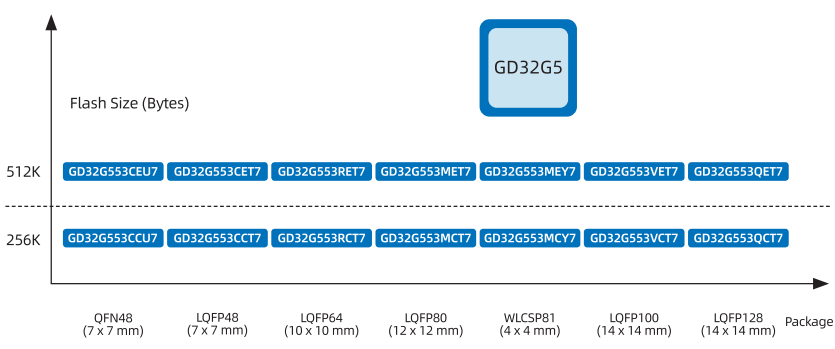 GD32G5
Flash Size (Bytes)
512K GD32G553CEU7 GD32G553CET7 GD32G553RET7 GD32G553MET7 GD32G553MEY7 GD32G553VET7 GD32G553QET7
256K GD32G553CCU7 GD32G553CCT7 GD32G553RCT7 GD32G553MCT7 GD32G553MCY7 GD32G553VCT7 GD32G553QCT7
QFN48 LQFP48 LQFP64 LQFP80 WLCSP81 LQFP100 LQFP128 Package
(7 x 7 mm) (7 x 7 mm) (10 x 10 mm) (12 x 12 mm) (4 x 4 mm) (14 x 14 mm) (14 x 14 mm)